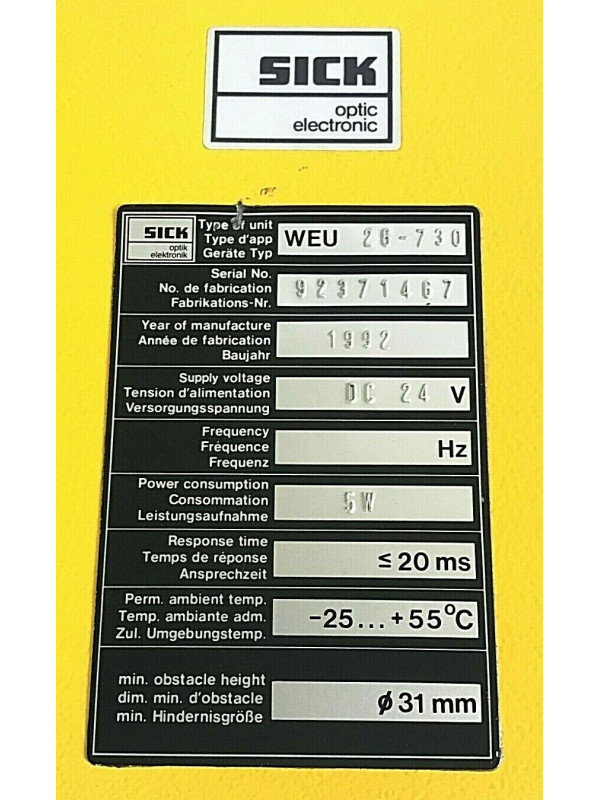 SICK
optic
electronic
SICK
optik
elektronik
Type of unit
Type d'app
Geräte Typ
WEU 26-730
Serial No.
No. de fabrication
Fabrikations-Nr.
92371467
Year of manufacture
Année de fabrication
Baujahr
1992
Supply voltage
Tension d'alimentation
Versorgungsspannung
DC 24 V
Frequency
Fréquence
Frequenz
Hz
Power consumption
Consommation
Leistungsaufnahme
5W
Response time
Temps de réponse
Ansprechzeit
≤ 20 ms
Perm. ambient temp.
Temp. ambiante adm.
Zul. Umgebungstemp.
-25...+55°C
min. obstacle height
dim. min. d'obstacle
min. Hindernisgröße
ϕ 31 mm